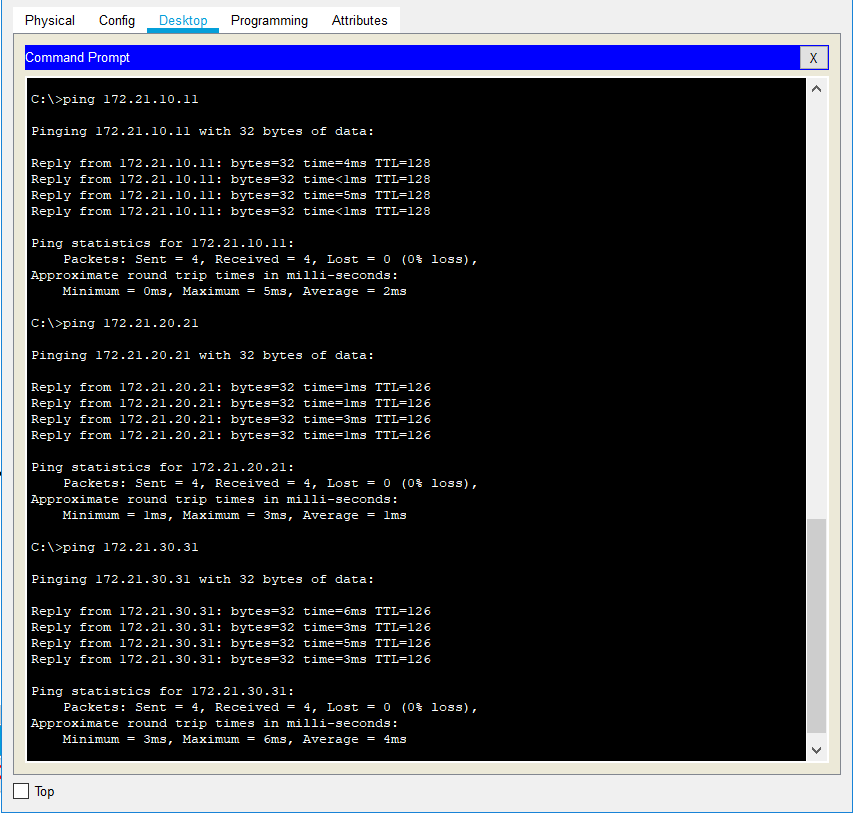 Physical Config Desktop Programming Attributes
Command Prompt X
C:\>ping 172.21.10.11
Pinging 172.21.10.11 with 32 bytes of data:
Reply from 172.21.10.11: bytes=32 time=4ms TTL=128
Reply from 172.21.10.11: bytes=32 time<1ms TTL=128
Reply from 172.21.10.11: bytes=32 time=5ms TTL=128
Reply from 172.21.10.11: bytes=32 time<1ms TTL=128
Ping statistics for 172.21.10.11:
    Packets: Sent = 4, Received = 4, Lost = 0 (0% loss),
Approximate round trip times in milli-seconds:
    Minimum = 0ms, Maximum = 5ms, Average = 2ms
C:\>ping 172.21.20.21
Pinging 172.21.20.21 with 32 bytes of data:
Reply from 172.21.20.21: bytes=32 time=1ms TTL=126
Reply from 172.21.20.21: bytes=32 time=1ms TTL=126
Reply from 172.21.20.21: bytes=32 time=3ms TTL=126
Reply from 172.21.20.21: bytes=32 time=1ms TTL=126
Ping statistics for 172.21.20.21:
    Packets: Sent = 4, Received = 4, Lost = 0 (0% loss),
Approximate round trip times in milli-seconds:
    Minimum = 1ms, Maximum = 3ms, Average = 1ms
C:\>ping 172.21.30.31
Pinging 172.21.30.31 with 32 bytes of data:
Reply from 172.21.30.31: bytes=32 time=6ms TTL=126
Reply from 172.21.30.31: bytes=32 time=3ms TTL=126
Reply from 172.21.30.31: bytes=32 time=5ms TTL=126
Reply from 172.21.30.31: bytes=32 time=3ms TTL=126
Ping statistics for 172.21.30.31:
    Packets: Sent = 4, Received = 4, Lost = 0 (0% loss),
Approximate round trip times in milli-seconds:
    Minimum = 3ms, Maximum = 6ms, Average = 4ms
Top